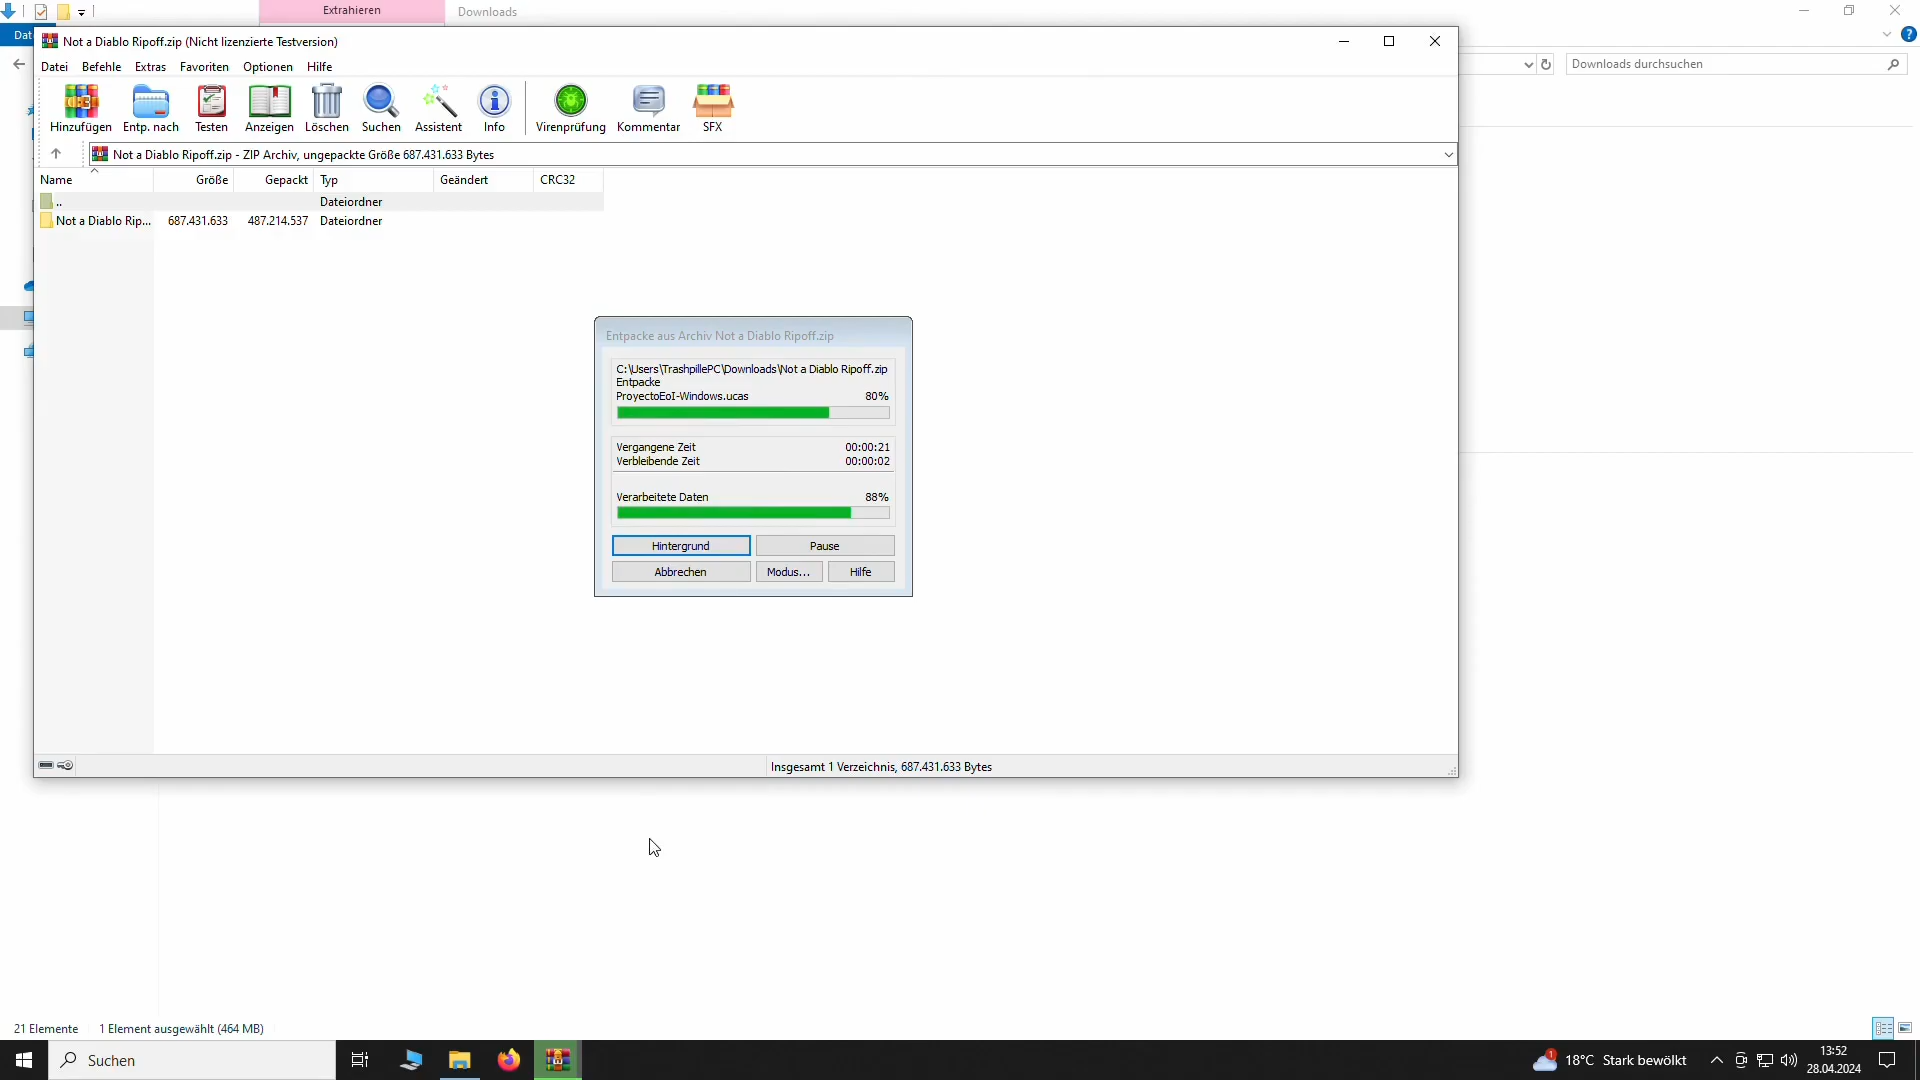 Extrahieren
Downloads
Dat
Not a Diablo Ripoff.zip (Nicht lizenzierte Testversion)
Datei Befehle Extras Favoriten Optionen Hilfe
Downloads durchsuchen
Hinzufügen Entp. nach Testen Anzeigen Löschen Suchen Assistent Info Virenprüfung Kommentar SFX
Not a Diablo Ripoff.zip - ZIP Archiv, ungepackte Größe 687.431.633 Bytes
Name Größe Gepackt Typ Geändert CRC32
.. Dateiordner
Not a Diablo Rip... 687.431.633 487.214.537 Dateiordner
Entpacke aus Archiv Not a Diablo Ripoff.zip
C:\Users\TrashpillePC\Downloads\Not a Diablo Ripoff.zip
Entpacke
ProyectoEoI-Windows.ucas 80%
Vergangene Zeit 00:00:21
Verbleibende Zeit 00:00:02
Verarbeitete Daten 88%
Hintergrund Pause
Abbrechen Modus... Hilfe
Insgesamt 1 Verzeichnis, 687.431.633 Bytes
21 Elemente 1 Element ausgewählt (464 MB)
Suchen
1
18°C Stark bewölkt
13:52
28.04.2024